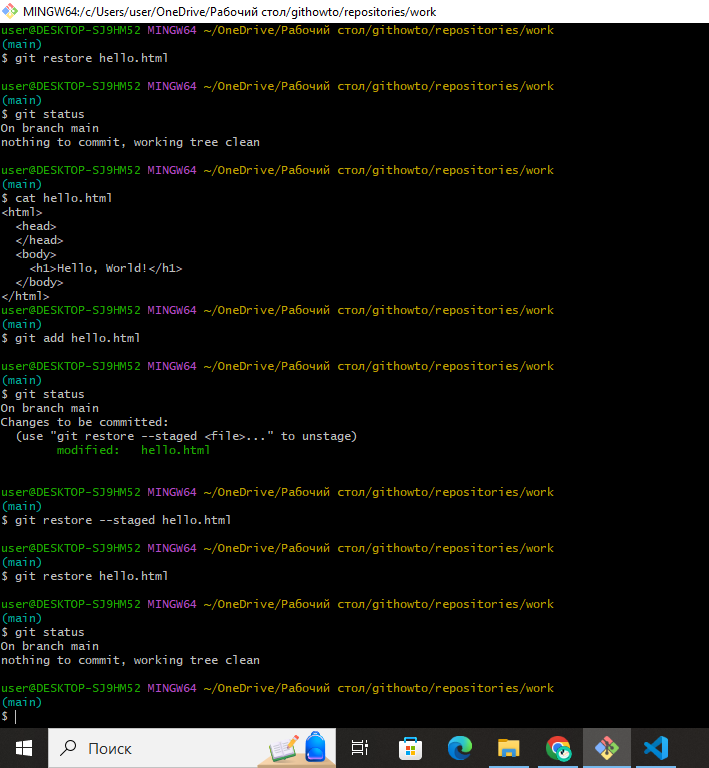 MINGW64:/c/Users/user/OneDrive/Рабочий стол/githowto/repositories/work
user@DESKTOP-SJ9HM52 MINGW64 ~/OneDrive/Рабочий стол/githowto/repositories/work
(main)
$ git restore hello.html
user@DESKTOP-SJ9HM52 MINGW64 ~/OneDrive/Рабочий стол/githowto/repositories/work
(main)
$ git status
On branch main
nothing to commit, working tree clean
user@DESKTOP-SJ9HM52 MINGW64 ~/OneDrive/Рабочий стол/githowto/repositories/work
(main)
$ cat hello.html
<html>
  <head>
  </head>
  <body>
    <h1>Hello, World!</h1>
  </body>
</html>
user@DESKTOP-SJ9HM52 MINGW64 ~/OneDrive/Рабочий стол/githowto/repositories/work
(main)
$ git add hello.html
user@DESKTOP-SJ9HM52 MINGW64 ~/OneDrive/Рабочий стол/githowto/repositories/work
(main)
$ git status
On branch main
Changes to be committed:
  (use "git restore --staged <file>..." to unstage)
        modified:   hello.html
user@DESKTOP-SJ9HM52 MINGW64 ~/OneDrive/Рабочий стол/githowto/repositories/work
(main)
$ git restore --staged hello.html
user@DESKTOP-SJ9HM52 MINGW64 ~/OneDrive/Рабочий стол/githowto/repositories/work
(main)
$ git restore hello.html
user@DESKTOP-SJ9HM52 MINGW64 ~/OneDrive/Рабочий стол/githowto/repositories/work
(main)
$ git status
On branch main
nothing to commit, working tree clean
user@DESKTOP-SJ9HM52 MINGW64 ~/OneDrive/Рабочий стол/githowto/repositories/work
(main)
$
Поиск